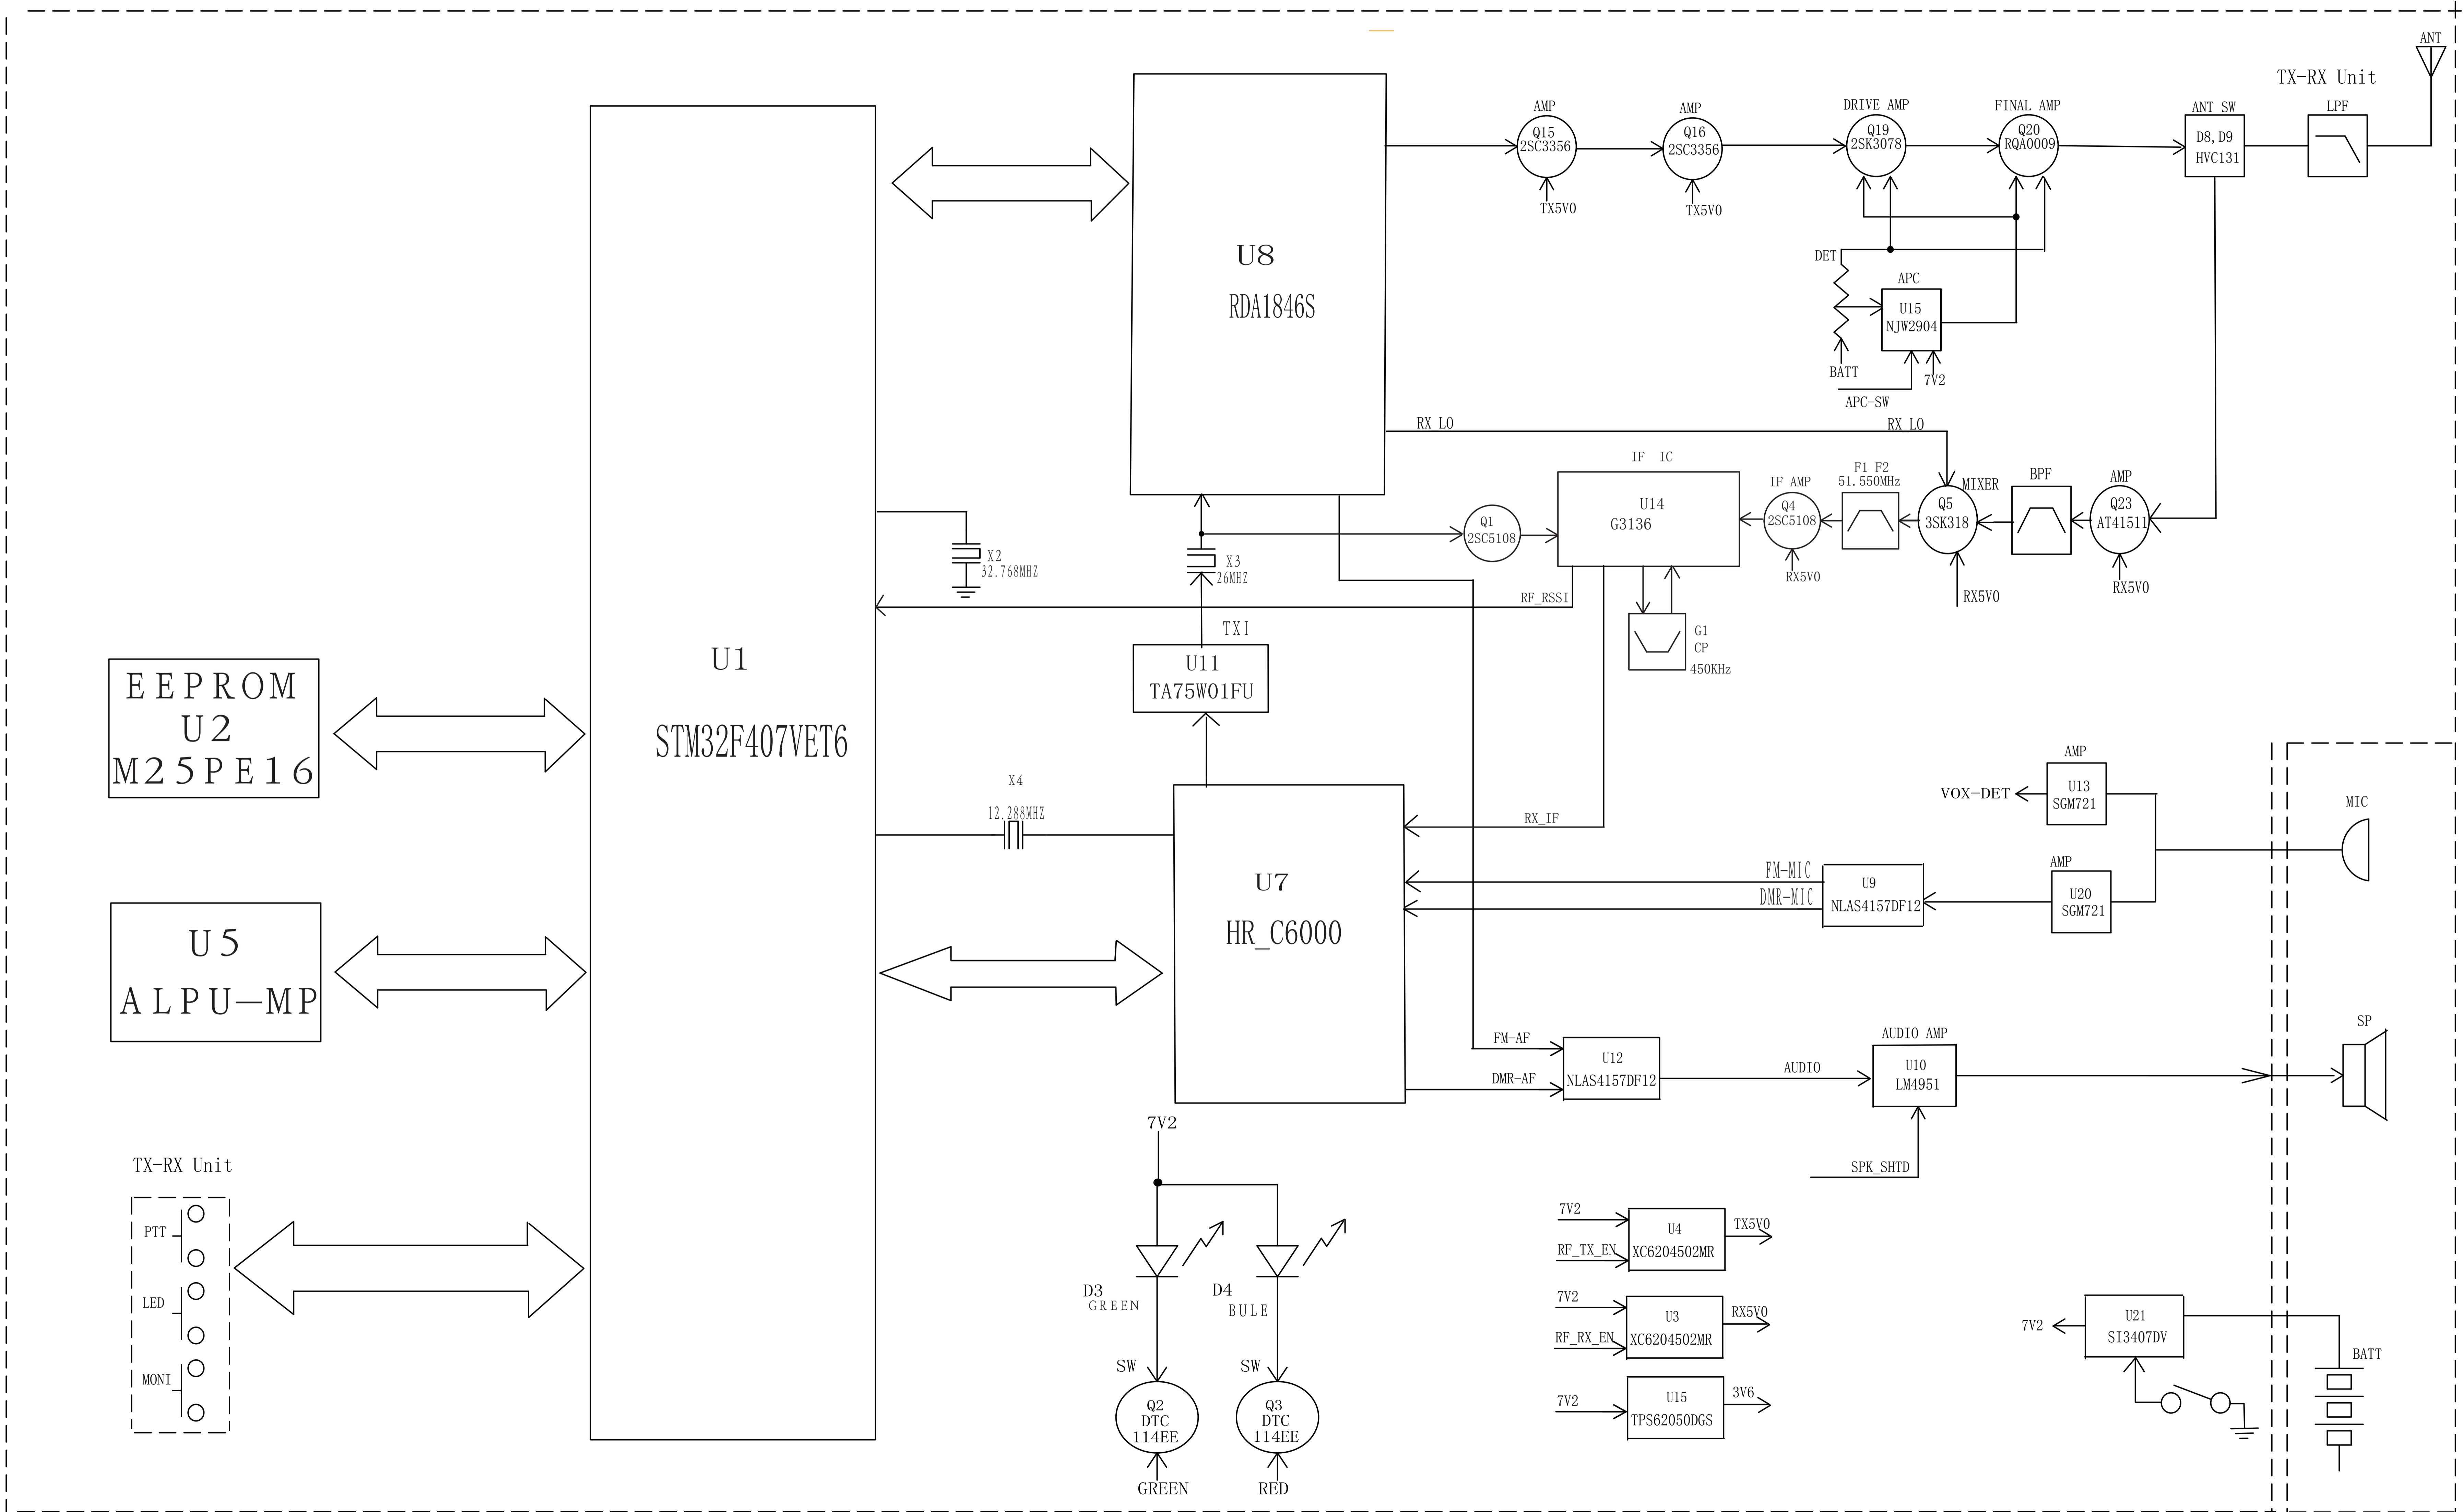 ANT
TX-RX Unit
LPF
ANT SW
D8,D9
HVC131
FINAL AMP
Q20
RQA0009
DRIVE AMP
Q19
2SK3078
AMP
Q16
2SC3356
TX5V0
AMP
Q15
2SC3356
TX5V0
U8
RDA1846S
DET
APC
U15
NJW2904
BATT
7V2
APC-SW
RX LO
RX_LO
IF IC
U14
G3136
Q1
2SC5108
IF AMP
Q4
2SC5108
RX5V0
F1 F2
51.550MHz
MIXER
Q5
3SK318
RX5V0
BPF
AMP
Q23
AT41511
RX5V0
X2
32.768MHZ
X3
26MHZ
RF_RSSI
G1
CP
450KHz
TXI
U11
TA75W01FU
U1
STM32F407VET6
EEPROM
U2
M25PE16
U5
ALPU-MP
X4
12.288MHZ
U7
HR_C6000
RX_IF
FM-MIC
DMR-MIC
U9
NLAS4157DF12
VOX-DET
AMP
U13
SGM721
AMP
U20
SGM721
MIC
FM-AF
DMR-AF
U12
NLAS4157DF12
AUDIO
AUDIO AMP
U10
LM4951
SPK_SHTD
SP
TX-RX Unit
PTT
LED
MONI
7V2
D3
GREEN
D4
BULE
SW
Q2
DTC
114EE
GREEN
SW
Q3
DTC
114EE
RED
7V2
RF_TX_EN
U4
XC6204502MR
TX5V0
7V2
RF_RX_EN
U3
XC6204502MR
RX5V0
7V2
U15
TPS62050DGS
3V6
7V2
U21
SI3407DV
BATT